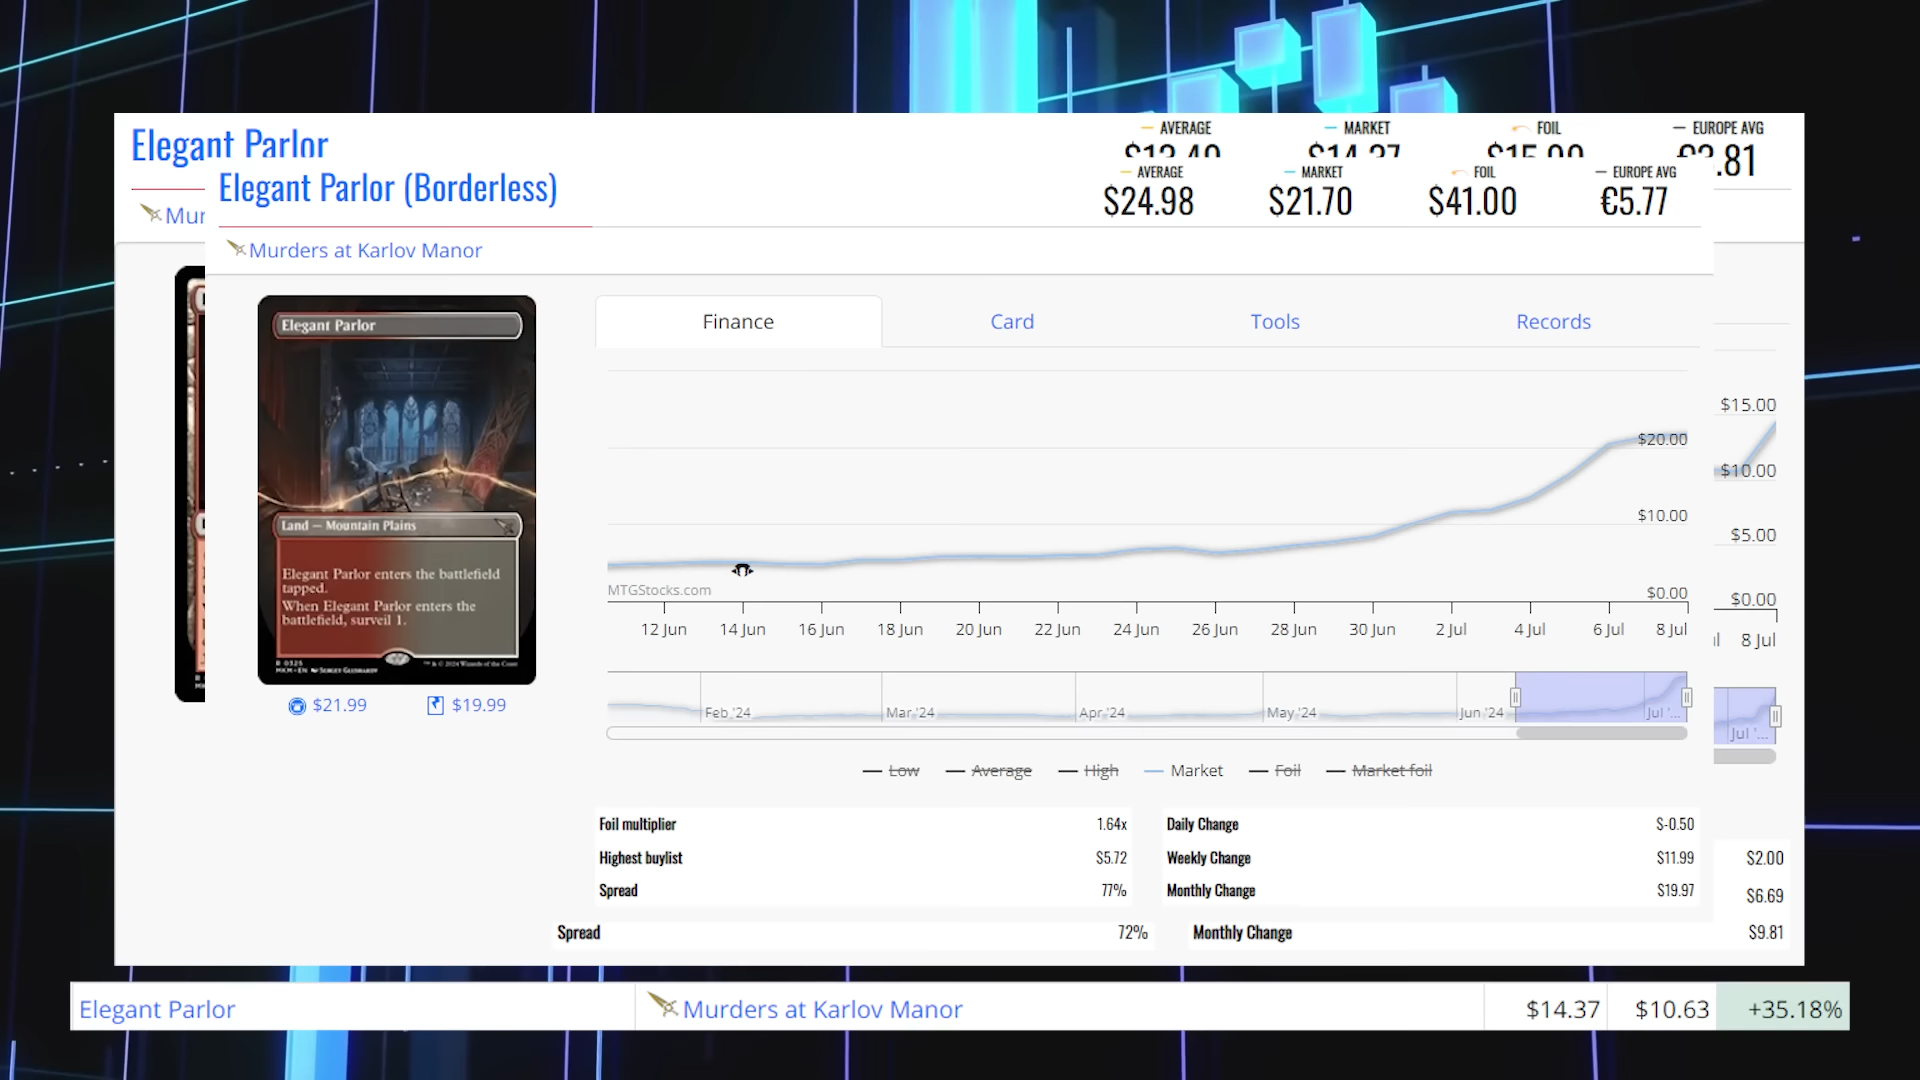 Elegant Parlor
AVERAGE
MARKET
FOIL
EUROPE AVG
.81
Elegant Parlor (Borderless)
AVERAGE
MARKET
FOIL
EUROPE AVG
$24.98
$21.70
$41.00
€5.77
Mur
Murders at Karlov Manor
Elegant Parlor
Land — Mountain Plains
Elegant Parlor enters the battlefield
tapped.
When Elegant Parlor enters the
battlefield, surveil 1.
$21.99
$19.99
Finance
Card
Tools
Records
$20.00
$10.00
$0.00
MTGStocks.com
12 Jun
14 Jun
16 Jun
18 Jun
20 Jun
22 Jun
24 Jun
26 Jun
28 Jun
30 Jun
2 Jul
4 Jul
6 Jul
8 Jul
$15.00
$10.00
$5.00
$0.00
8 Jul
Feb '24
Mar '24
Apr '24
May '24
Jun '24
Jul '...
Jul '...
Low
Average
High
Market
Foil
Market foil
Foil multiplier
1.64x
Daily Change
$-0.50
Highest buylist
$5.72
Weekly Change
$11.99
$2.00
Spread
77%
Monthly Change
$19.97
$6.69
Spread
72%
Monthly Change
$9.81
Elegant Parlor
Murders at Karlov Manor
$14.37
$10.63
+35.18%